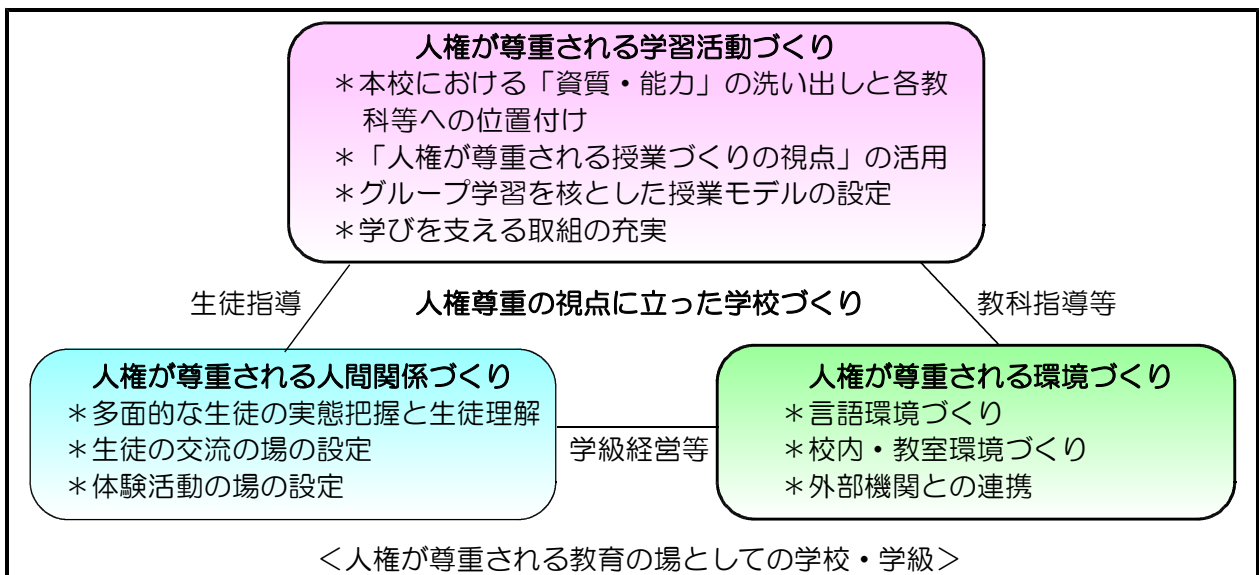 人権が尊重される学習活動づくり
＊本校における「資質・能力」の洗い出しと各教
科等への位置付け
＊「人権が尊重される授業づくりの視点」の活用
＊グループ学習を核とした授業モデルの設定
＊学びを支える取組の充実
生徒指導
人権尊重の視点に立った学校づくり
教科指導等
人権が尊重される人間関係づくり
＊多面的な生徒の実態把握と生徒理解
＊生徒の交流の場の設定
＊体験活動の場の設定
学級経営等
人権が尊重される環境づくり
＊言語環境づくり
＊校内・教室環境づくり
＊外部機関との連携
＜人権が尊重される教育の場としての学校・学級＞